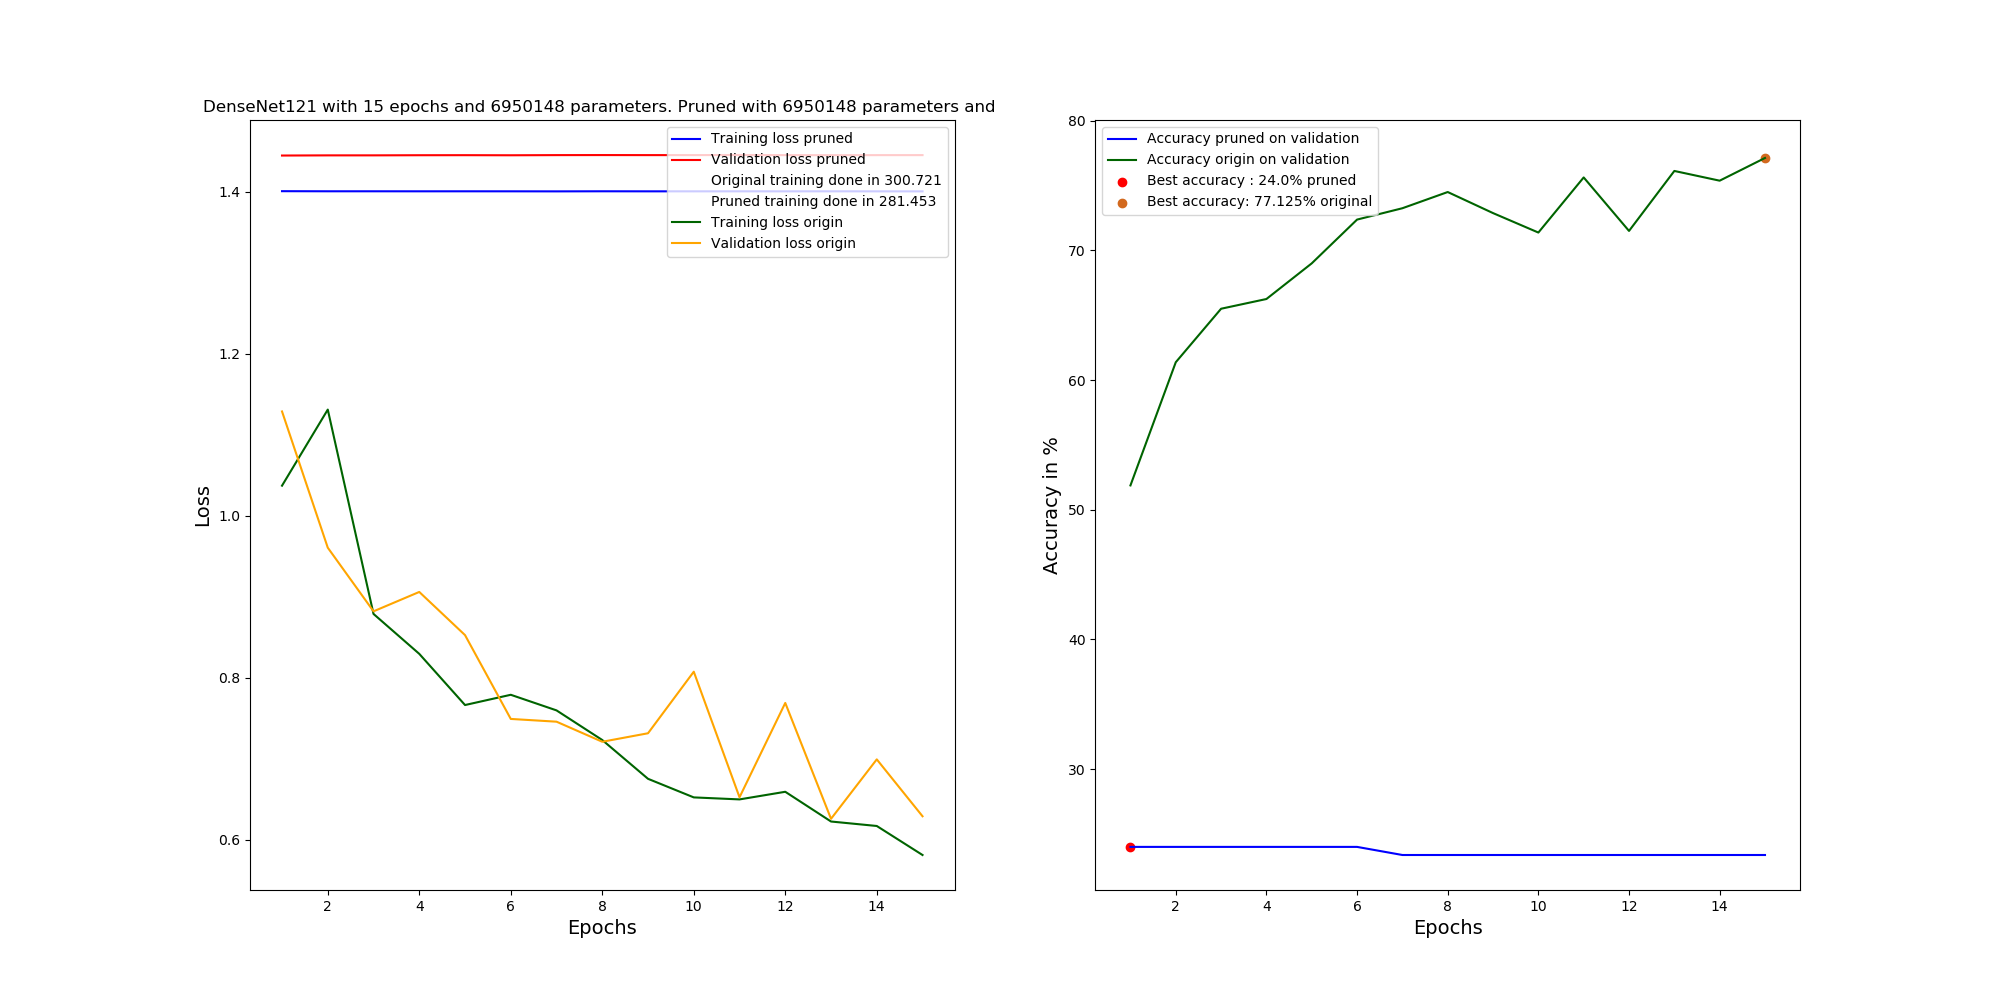 DenseNet121 with 15 epochs and 6950148 parameters. Pruned with 6950148 parameters and
Training loss pruned
Validation loss pruned
Original training done in 300.721
Pruned training done in 281.453
Training loss origin
Validation loss origin
1.4
1.2
1.0
0.8
0.6
Loss
2 4 6 8 10 12 14
Epochs
Accuracy pruned on validation
Accuracy origin on validation
Best accuracy : 24.0% pruned
Best accuracy: 77.125% original
80
70
60
50
40
30
Accuracy in %
2 4 6 8 10 12 14
Epochs